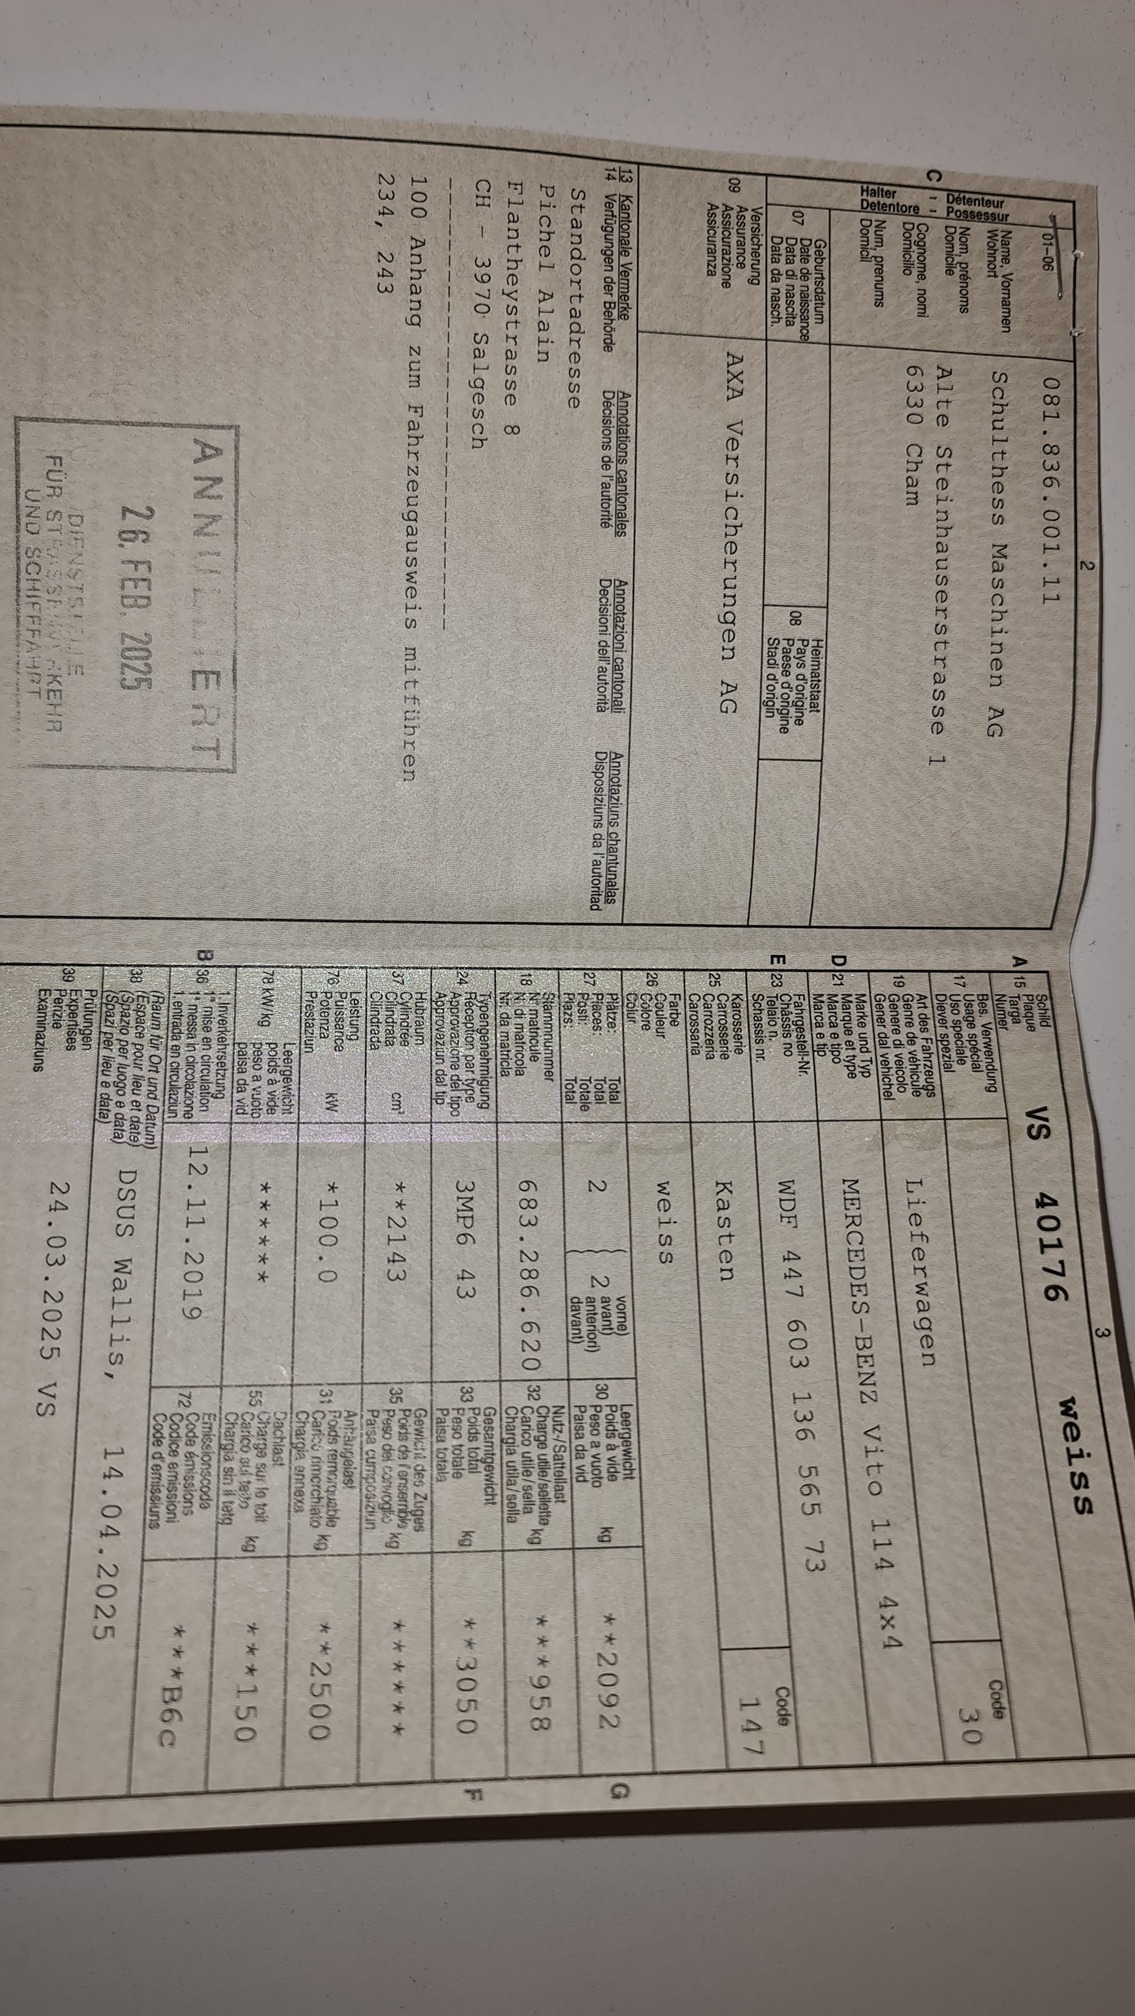 2
01-06
081.836.001.11
C
Détenteur
Possessur
Halter
Detentore
Name, Vornamen
Wohnort
Nom, prénoms
Domicile
Cognome, nomi
Domicilio
Num, prenums
Domicil
Schulthess Maschinen AG
Alte Steinhauserstrasse 1
6330 Cham
07
Geburtsdatum
Date de naissance
Data di nascita
Data da nasch.
08
Heimatstaat
Pays d'origine
Paese d'origine
Stadi d'origin
09
Versicherung
Assurance
Assicurazione
Assicuranza
AXA Versicherungen AG
13 Kantonale Vermerke Annotations cantonales Annotazioni cantonali Annotaziuns chantunalas
14 Verfügungen der Behörde Décisions de l'autorité Decisioni dell'autorità Disposiziuns da l'autoritad
Standortadresse
Pichel Alain
Flantheystrasse 8
CH - 3970 Salgesch
------------------------------
100 Anhang zum Fahrzeugausweis mitführen
234, 243
ANNULLIERT
26. FEB. 2025
DIENSTSTELLE
FÜR STRASSENVERKEHR
UND SCHIFFFAHRT
3
A 15
Schild
Plaque
Targa
Numer
VS 40176 weiss
17
Bes. Verwendung
Usage spécial
Uso speciale
Diever spezial
Code
30
19
Art des Fahrzeugs
Genre de véhicule
Genere di veicolo
Gener dal vehichel
Lieferwagen
D 21
Marke und Typ
Marque et type
Marca e tipo
Marca e tip
MERCEDES-BENZ Vito 114 4x4
E 23
Fahrgestell-Nr.
Châssis no
Telaio n.
Schassis nr.
WDF 447 603 136 565 73
25
Karosserie
Carrosserie
Carrozzeria
Carossaria
Kasten
Code
147
26
Farbe
Couleur
Colore
Colur
weiss
27
Plätze: Total
Places: Total
Posti: Totale
Plazs: Total
2
2
vorne)
avant)
anteriori)
davant)
30
Leergewicht
Poids à vide
Peso a vuoto kg
Paisa da vid
**2092
G
18
Stammnummer
N° matricule
N. di matricola
Nr. da matricla
683.286.620
32
Nutz-/Sattellast
Charge utile/sellette kg
Carico utile/sella
Chargia utila/sella
***958
24
Typengenehmigung
Réception par type
Approvazione del tipo
Approvaziun dal tip
3MP6 43
33
Gesamtgewicht
Poids total
Peso totale kg
Paisa totala
**3050
F
37
Hubraum
Cylindrée
Cilindrata cm³
Cilindrada
**2143
35
Gewicht des Zuges
Poids de l'ensemble
Peso del convoglio kg
Paisa cumposiziun
*****
76
Leistung
Puissance
Potenza kW
Prestaziun
*100.0
31
Anhängelast
Poids remorquable
Carico rimorchiato kg
Chargia annexa
**2500
78 kW/kg
Leergewicht
poids à vide
peso a vuoto
paisa da vid
******
55
Dachlast
Charge sur le toit
Carico sul tetto kg
Chargia sin il tetg
***150
B 36
1. Inverkehrsetzung
1re mise en circulation
1a messa in circolazione
1. entrada en circulaziun
12.11.2019
72
Emissionscode
Code émissions
Codice emissioni
Code d'emissiuns
***B6c
38
(Raum für Ort und Datum)
(Espace pour lieu et date)
(Spazio per luogo e data)
(Spazi per lieu e data)
DSUS Wallis, 14.04.2025
39
Prüfungen
Expertises
Perizie
Examinaziuns
24.03.2025 VS